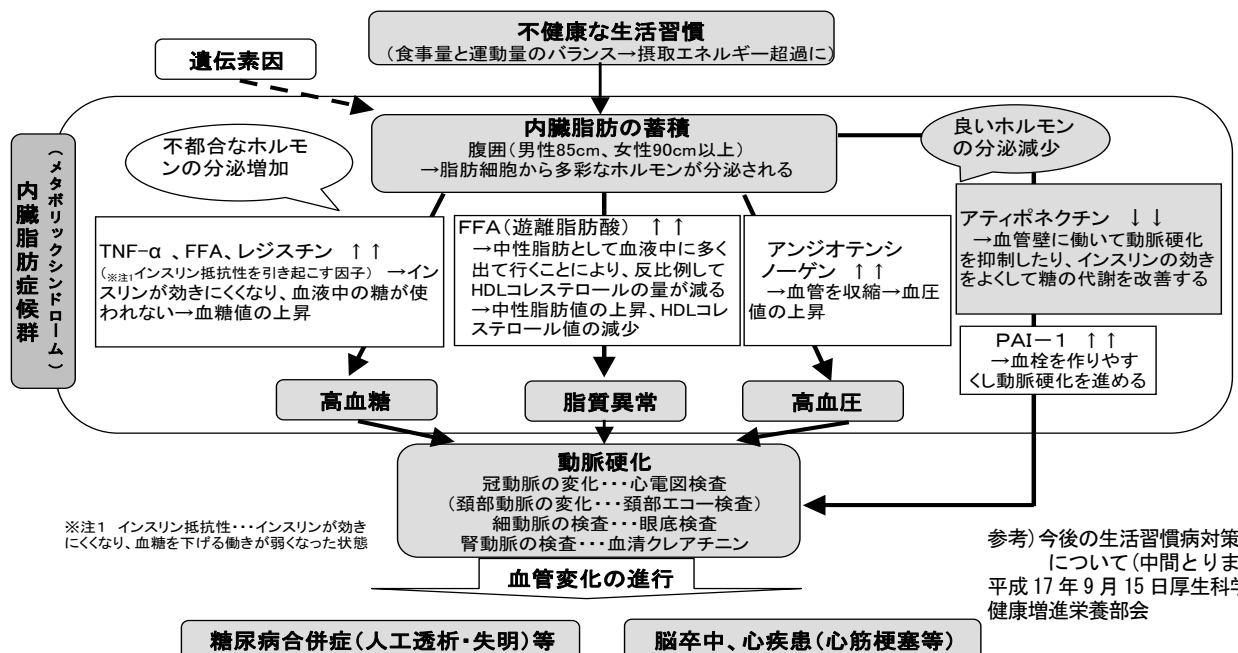 不健康な生活習慣
(食事量と運動量のバランス→摂取エネルギー超過に)
遺伝素因
内臓脂肪の蓄積
腹囲(男性85cm、女性90cm以上)
→脂肪細胞から多彩なホルモンが分泌される
不都合なホルモ
ンの分泌増加
良いホルモン
の分泌減少
内臓脂肪症候群
(メタボリックシンドローム)
TNF-α 、FFA、レジスチン ↑↑
(※注1インスリン抵抗性を引き起こす因子) →イン
スリンが効きにくくなり、血液中の糖が使
われない→血糖値の上昇
FFA(遊離脂肪酸) ↑↑
→中性脂肪として血液中に多く
出て行くことにより、反比例して
HDLコレステロールの量が減る
→中性脂肪値の上昇、HDLコレ
ステロール値の減少
アンジオテンシ
ノーゲン ↑↑
→血管を収縮→血圧
値の上昇
アティポネクチン ↓↓
→血管壁に働いて動脈硬化
を抑制したり、インスリンの効き
をよくして糖の代謝を改善する
PAI-1 ↑↑
→血栓を作りやす
くし動脈硬化を進める
高血糖
脂質異常
高血圧
動脈硬化
冠動脈の変化・・・心電図検査
(頚部動脈の変化・・・頚部エコー検査)
細動脈の検査・・・眼底検査
腎動脈の検査・・・血清クレアチニン
※注1 インスリン抵抗性・・・インスリンが効き
にくくなり、血糖を下げる働きが弱くなった状態
参考)今後の生活習慣病対策
について(中間とりま
平成17年9月15日厚生科学
健康増進栄養部会
血管変化の進行
糖尿病合併症(人工透析・失明)等
脳卒中、心疾患(心筋梗塞等)